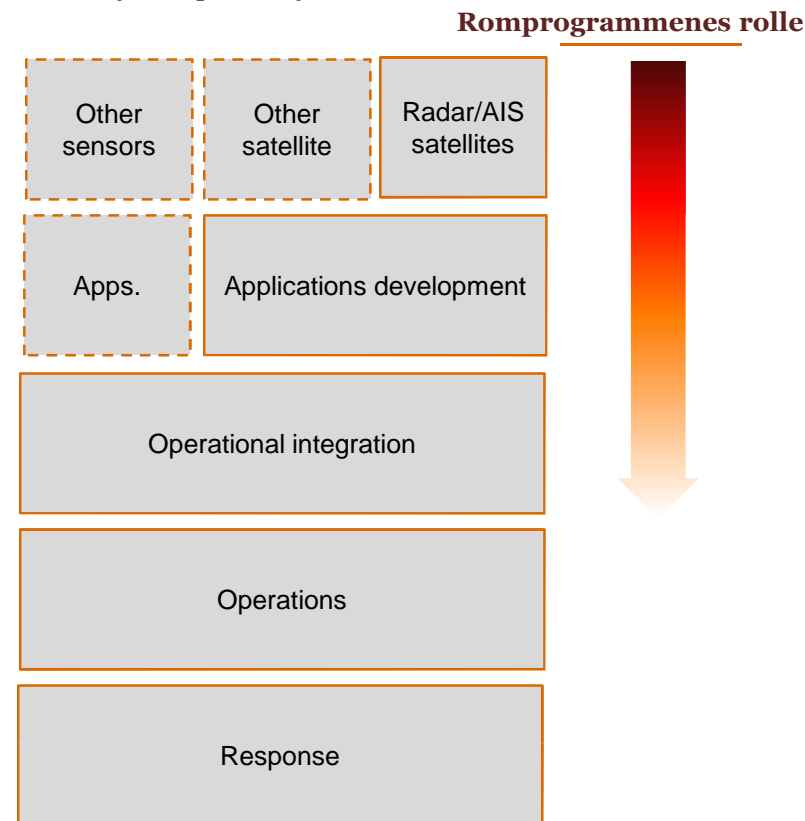 Romprogrammenes rolle
Other
sensors
Other
satellite
Radar/AIS
satellites
Apps.
Applications development
Operational integration
Operations
Response